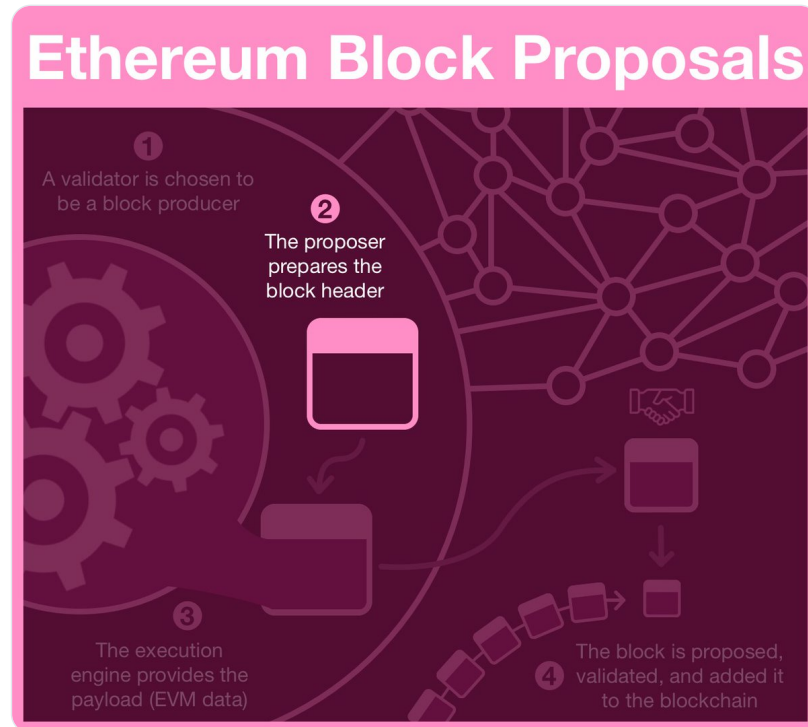 Ethereum Block Proposals
1
A validator is chosen to
be a block producer
2
The proposer
prepares the
block header
3
The execution
engine provides the
payload (EVM data)
4
The block is proposed,
validated, and added it
to the blockchain